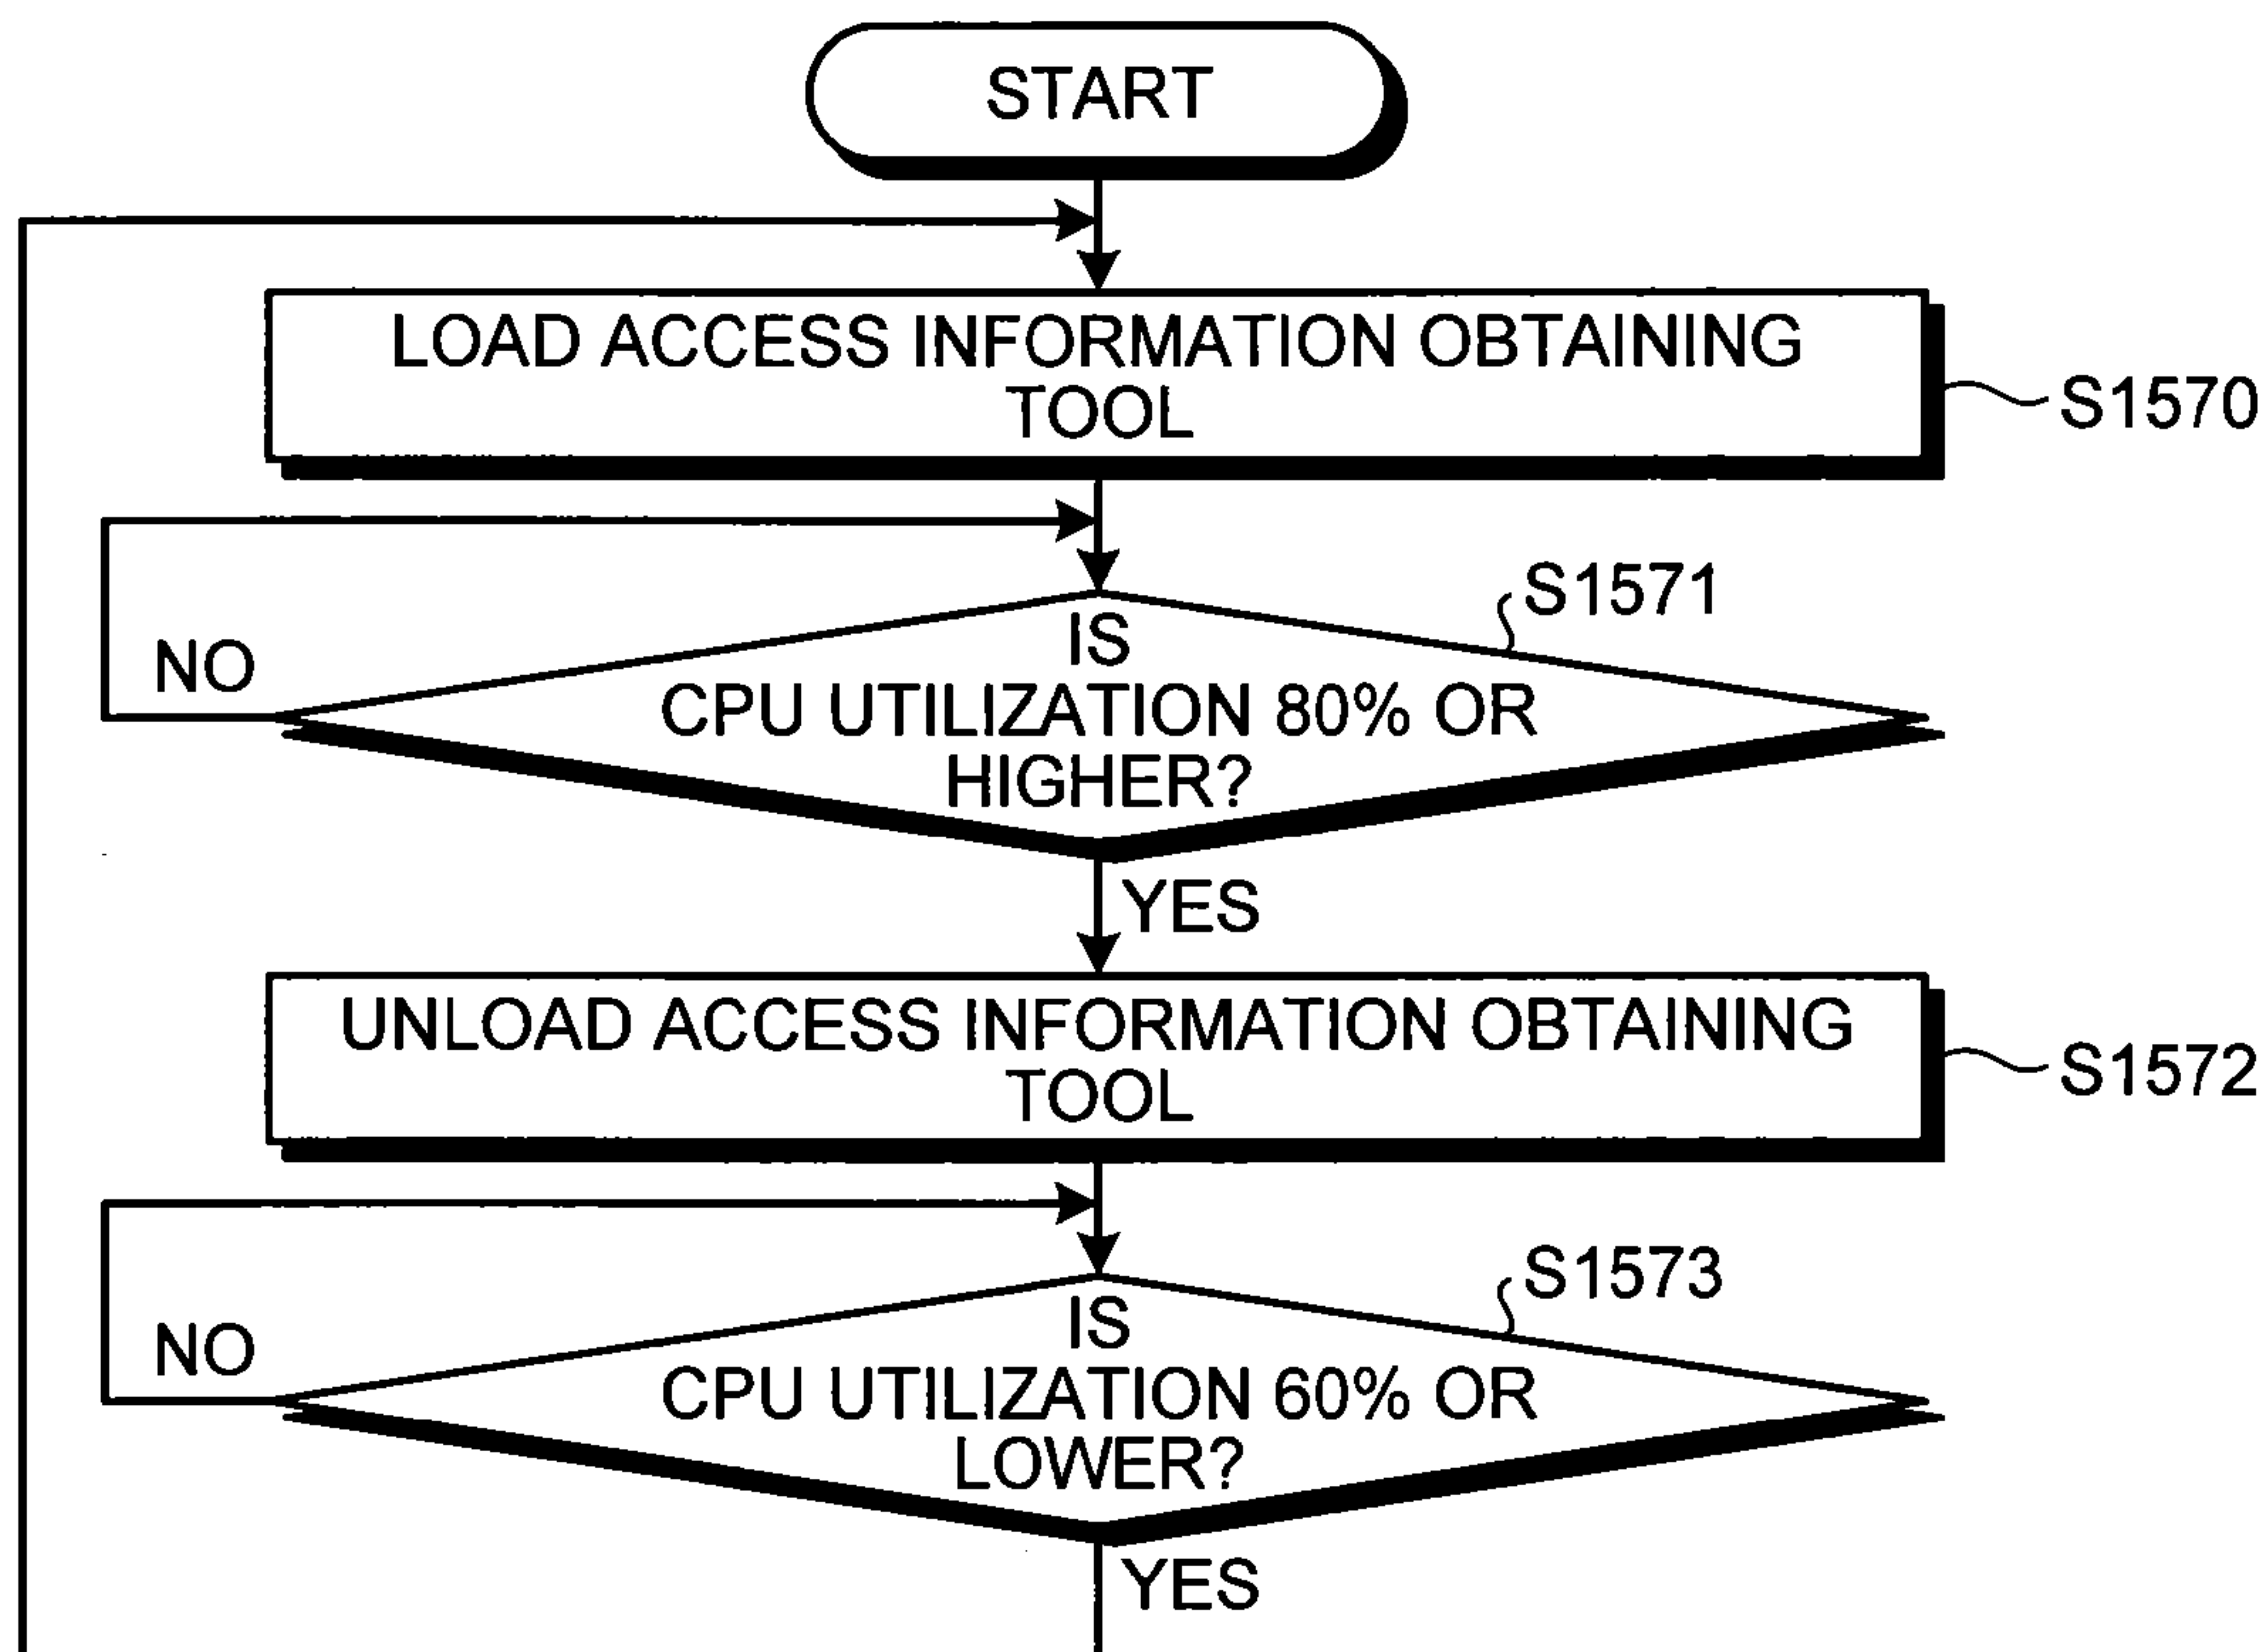 START
LOAD ACCESS INFORMATION OBTAINING
TOOL
S1570
S1571
IS
NO
CPU UTILIZATION 80% OR
HIGHER?
YES
UNLOAD ACCESS INFORMATION OBTAINING
TOOL
S1572
S1573
IS
NO
CPU UTILIZATION 60% OR
LOWER?
YES